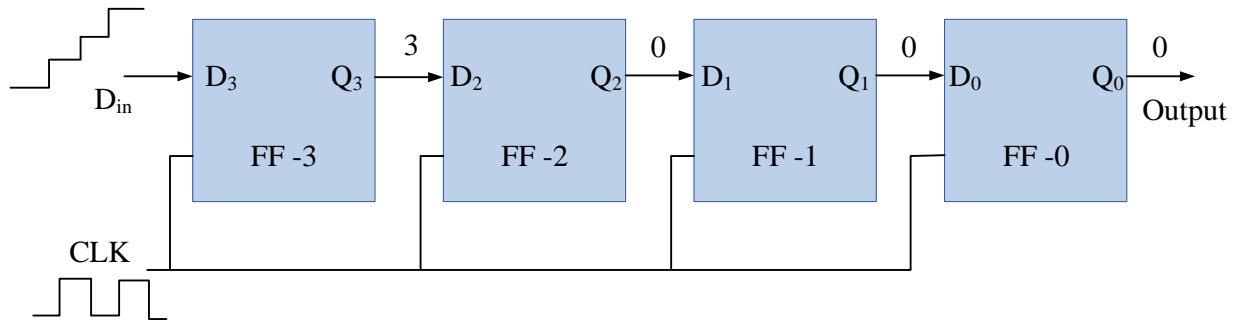 3 0 0 0
D₃ Q₃ D₂ Q₂ D₁ Q₁ D₀ Q₀
Dᵢₙ
Output
FF -3 FF -2 FF -1 FF -0
CLK